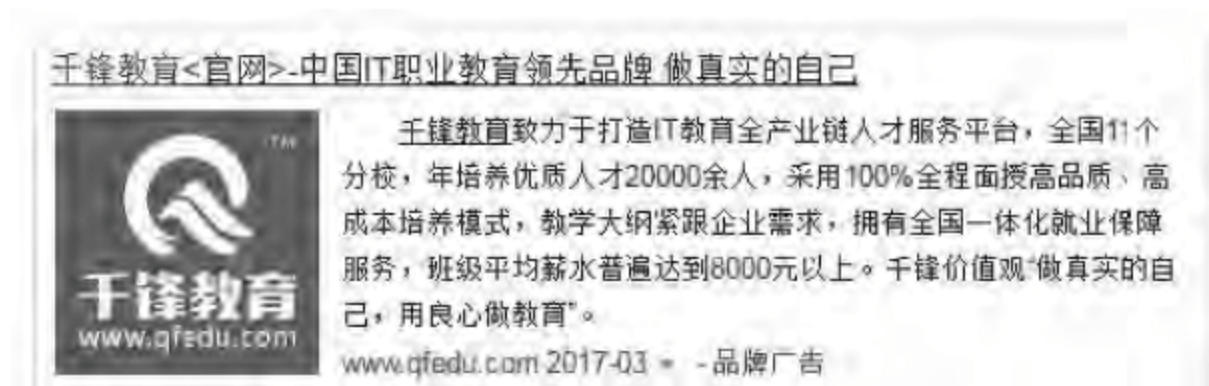 千锋教育<官网>-中国IT职业教育领先品牌 做真实的自己
TM
千锋教育
www.qfedu.com
千锋教育致力于打造IT教育全产业链人才服务平台，全国11个
分校，年培养优质人才20000余人，采用100%全程面授高品质、高
成本培养模式，教学大纲紧跟企业需求，拥有全国一体化就业保障
服务，班级平均薪水普遍达到8000元以上。千锋价值观“做真实的自
己，用良心做教育”。
www.qfedu.com 2017-03 - 品牌广告